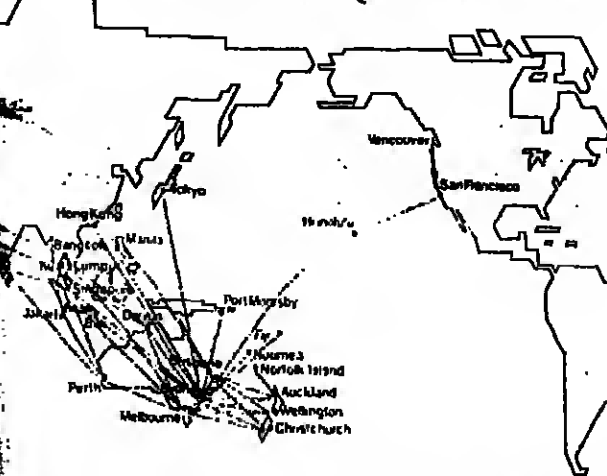 Vancouver
San Francisco
Tokyo
Hong Kong
Honolulu
Bangkok
Manila
Lumpur
Singapore
Port Moresby
Jakarta
Darwin
Noumea
Norfolk Island
Perth
Auckland
Melbourne
Wellington
Christchurch